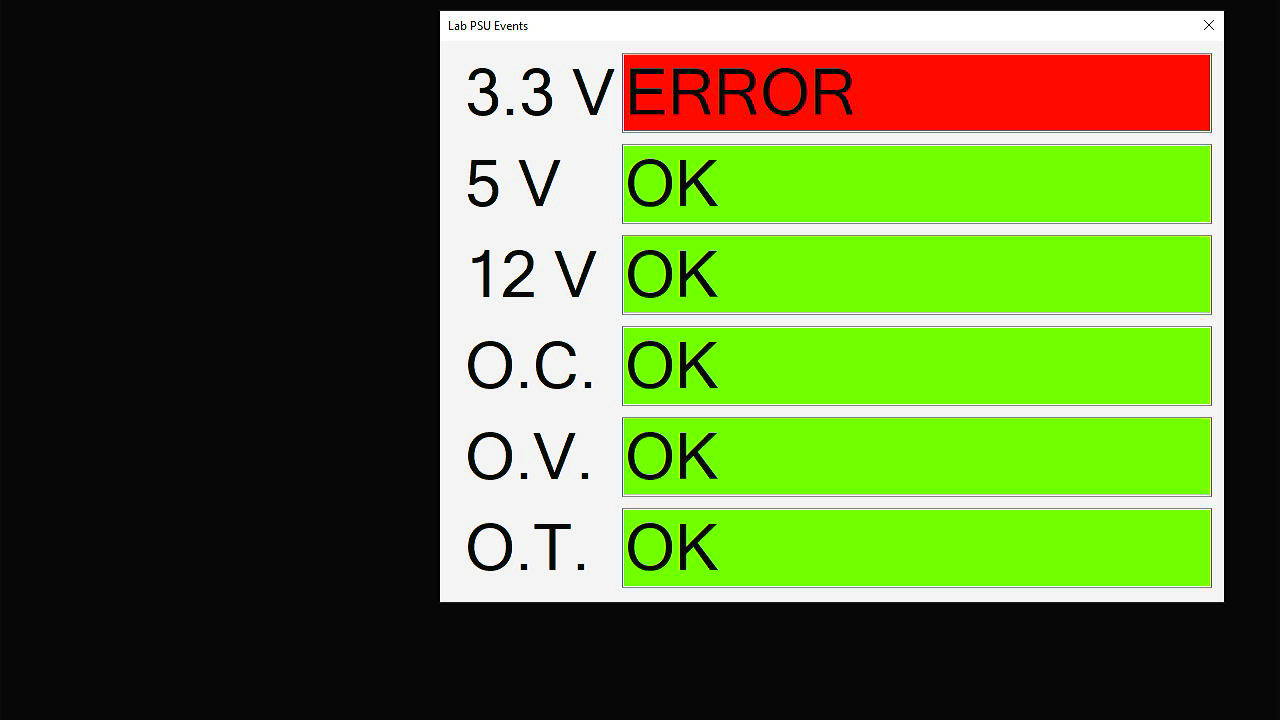 Lab PSU Events
3.3 V ERROR
5 V OK
12 V OK
O.C. OK
O.V. OK
O.T. OK